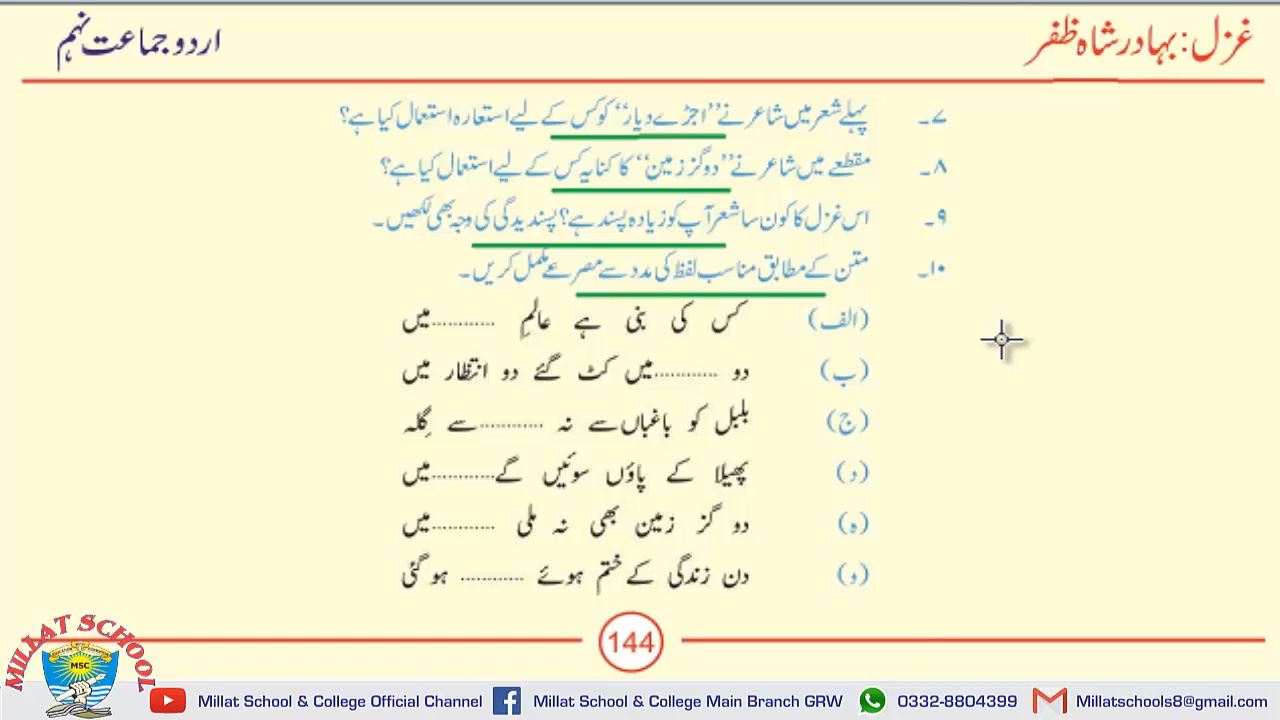 غزل: بہادر شاہ ظفر
اردو جماعت نہم
۷۔ پہلے شعر میں شاعر نے ”اجڑے دیار“ کو کس کے لیے استعارہ استعمال کیا ہے؟
۸۔ مقطعے میں شاعر نے ”دو گز زمین“ کا کنایہ کس کے لیے استعمال کیا ہے؟
۹۔ اس غزل کا کون سا شعر آپ کو زیادہ پسند ہے؟ پسندیدگی کی وجہ بھی لکھیں۔
۱۰۔ متن کے مطابق مناسب لفظ کی مدد سے مصرعے مکمل کریں۔
(الف) کس کی بنی ہے عالمِ ............ میں
(ب) دو ............ میں کٹ گئے دو انتظار میں
(ج) بلبل کو باغباں سے نہ ............ سے گِلہ
(د) پھیلا کے پاؤں سوئیں گے ............ میں
(ہ) دو گز زمین بھی نہ ملی ............ میں
(و) دن زندگی کے ختم ہوئے ............ ہو گئی
144
MILLAT SCHOOL
MSC
Millat School & College Official Channel
Millat School & College Main Branch GRW
0332-8804399
Millatschools8@gmail.com